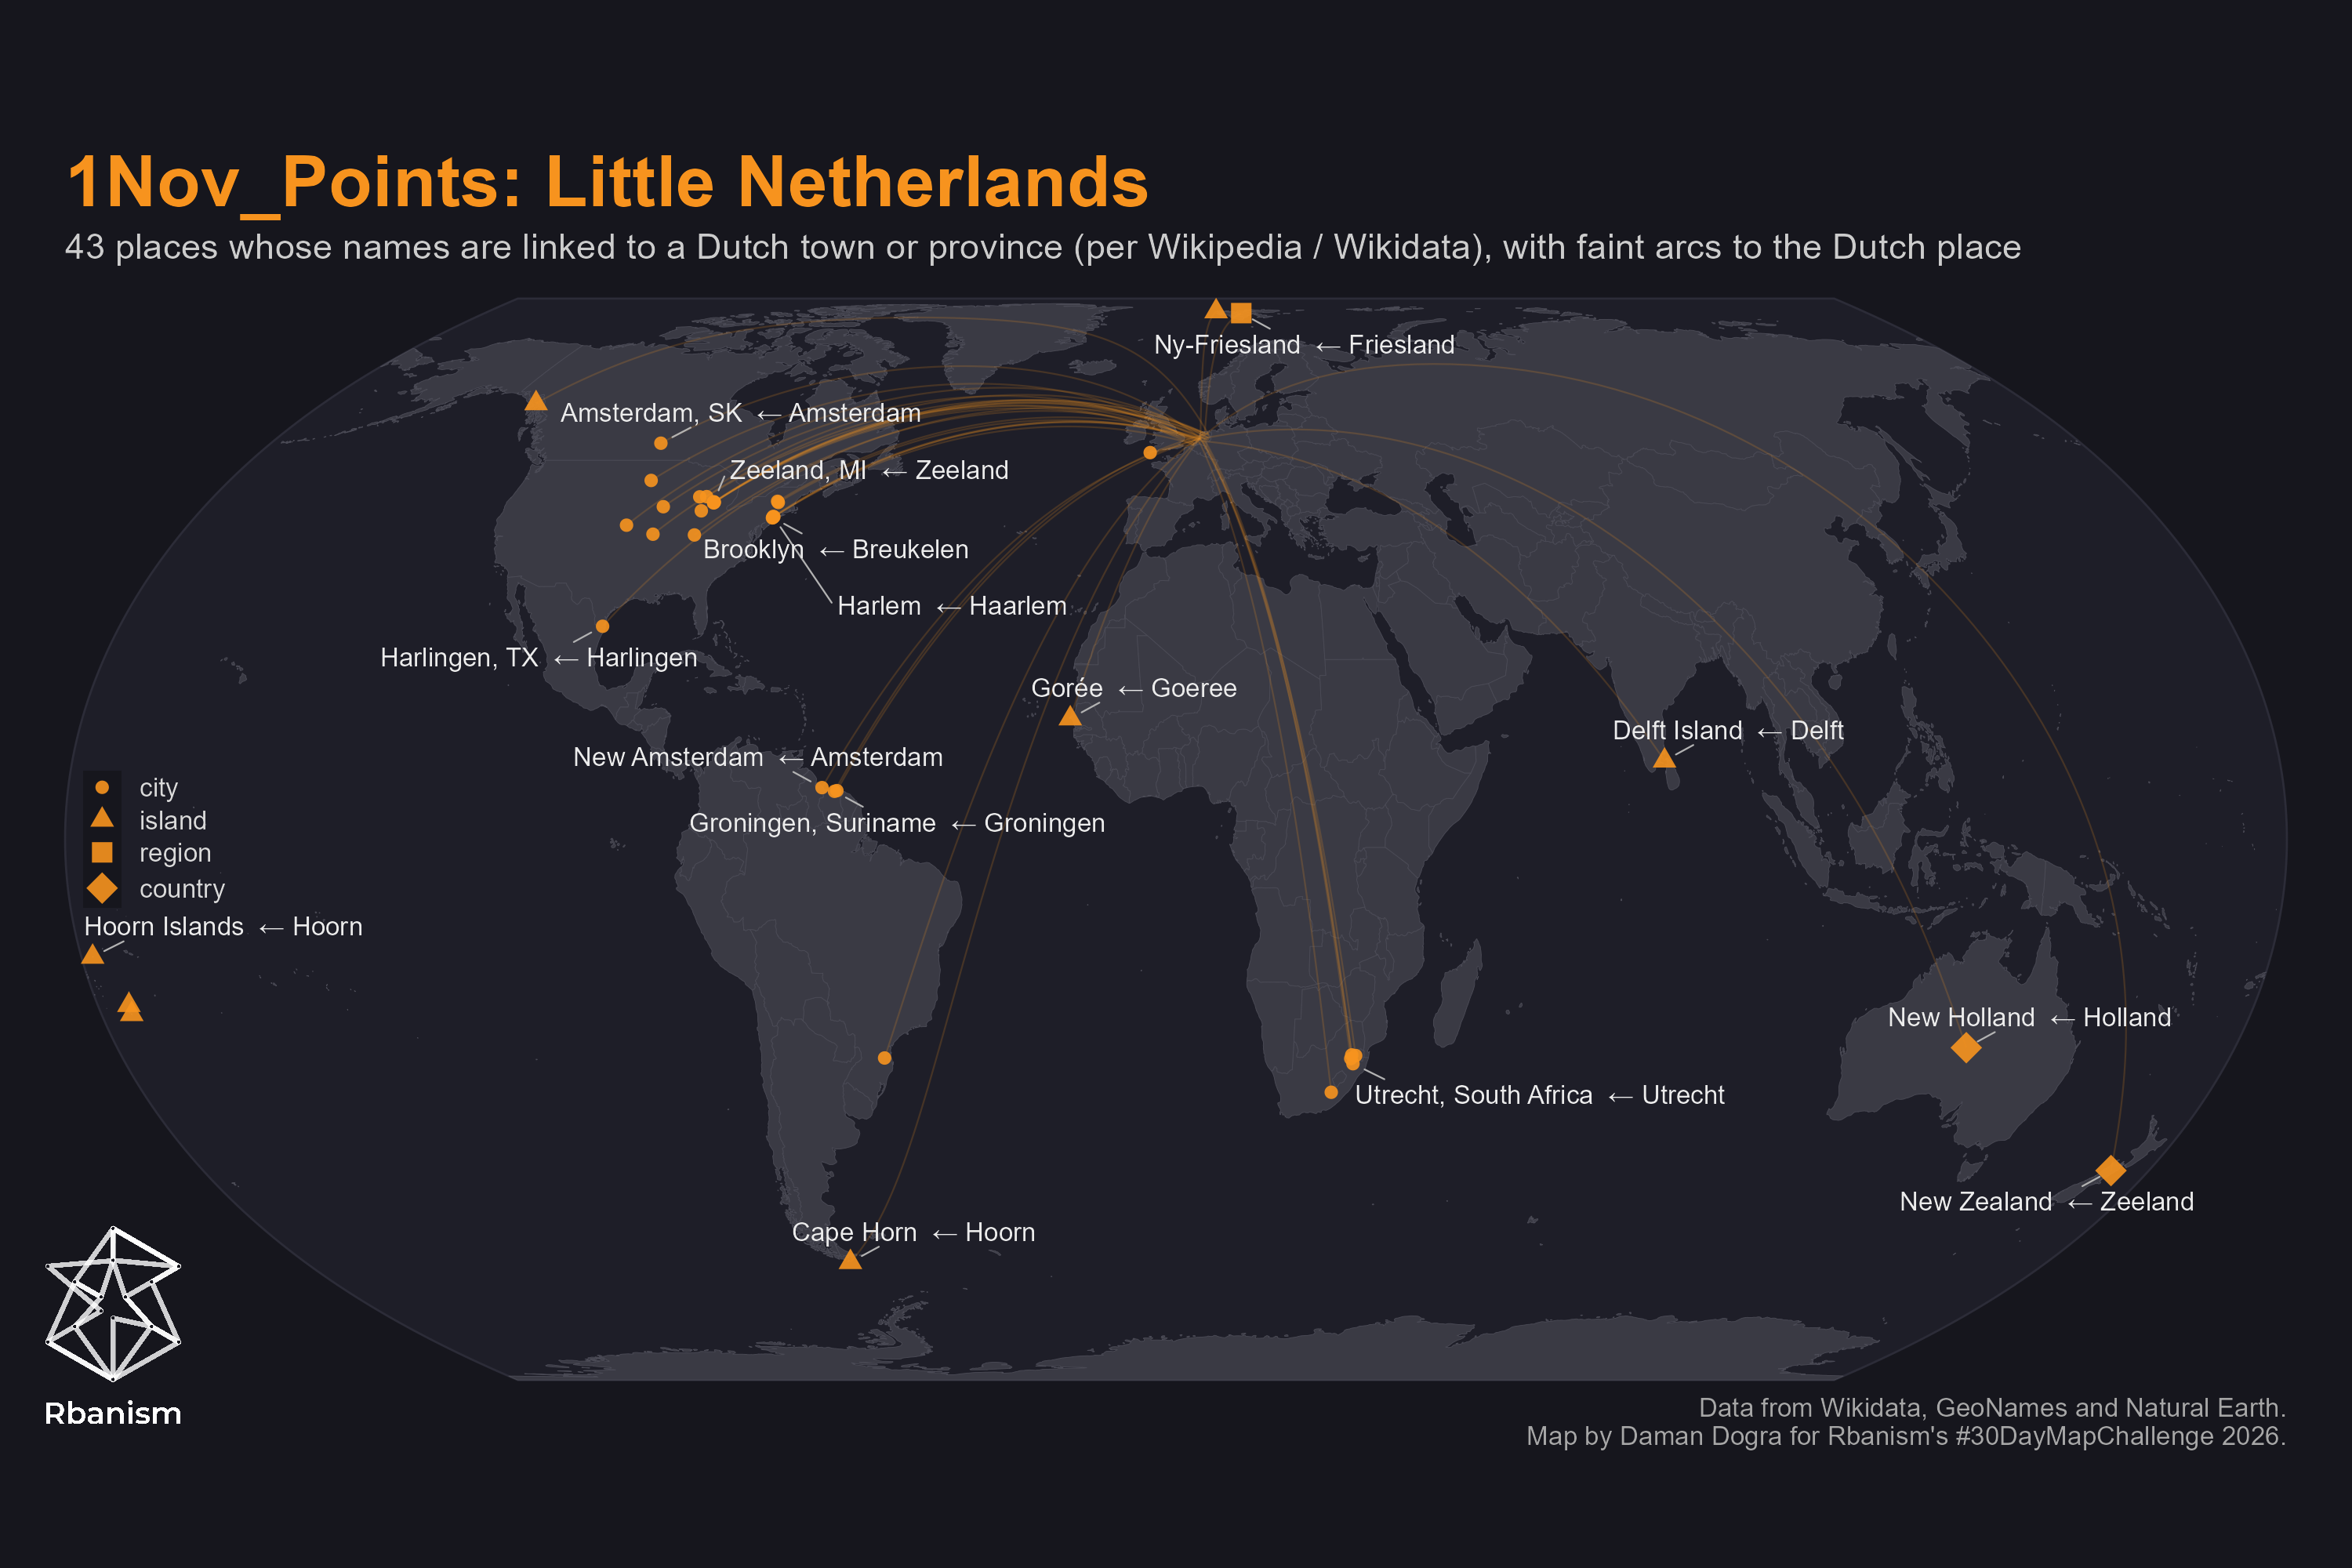 1Nov_Points: Little Netherlands
43 places whose names are linked to a Dutch town or province (per Wikipedia / Wikidata), with faint arcs to the Dutch place
Ny-Friesland ← Friesland
Amsterdam, SK ← Amsterdam
Zeeland, MI ← Zeeland
Brooklyn ← Breukelen
Harlem ← Haarlem
Harlingen, TX ← Harlingen
Gorée ← Goeree
Delft Island ← Delft
New Amsterdam ← Amsterdam
Groningen, Suriname ← Groningen
city
island
region
country
Hoorn Islands ← Hoorn
New Holland ← Holland
Utrecht, South Africa ← Utrecht
New Zealand ← Zeeland
Cape Horn ← Hoorn
Rbanism
Data from Wikidata, GeoNames and Natural Earth.
Map by Daman Dogra for Rbanism's #30DayMapChallenge 2026.